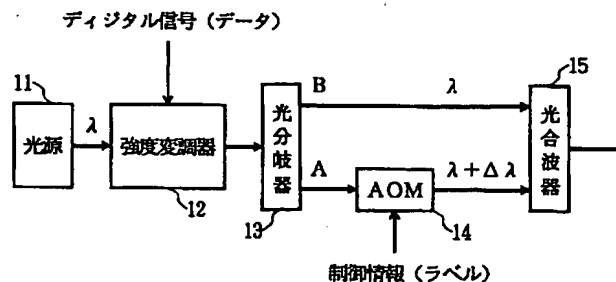 ディジタル信号（データ）
11
光源
λ
強度変調器
12
光分岐器
13
B
λ
A
AOM
14
λ＋Δλ
15
光合波器
制御情報（ラベル）